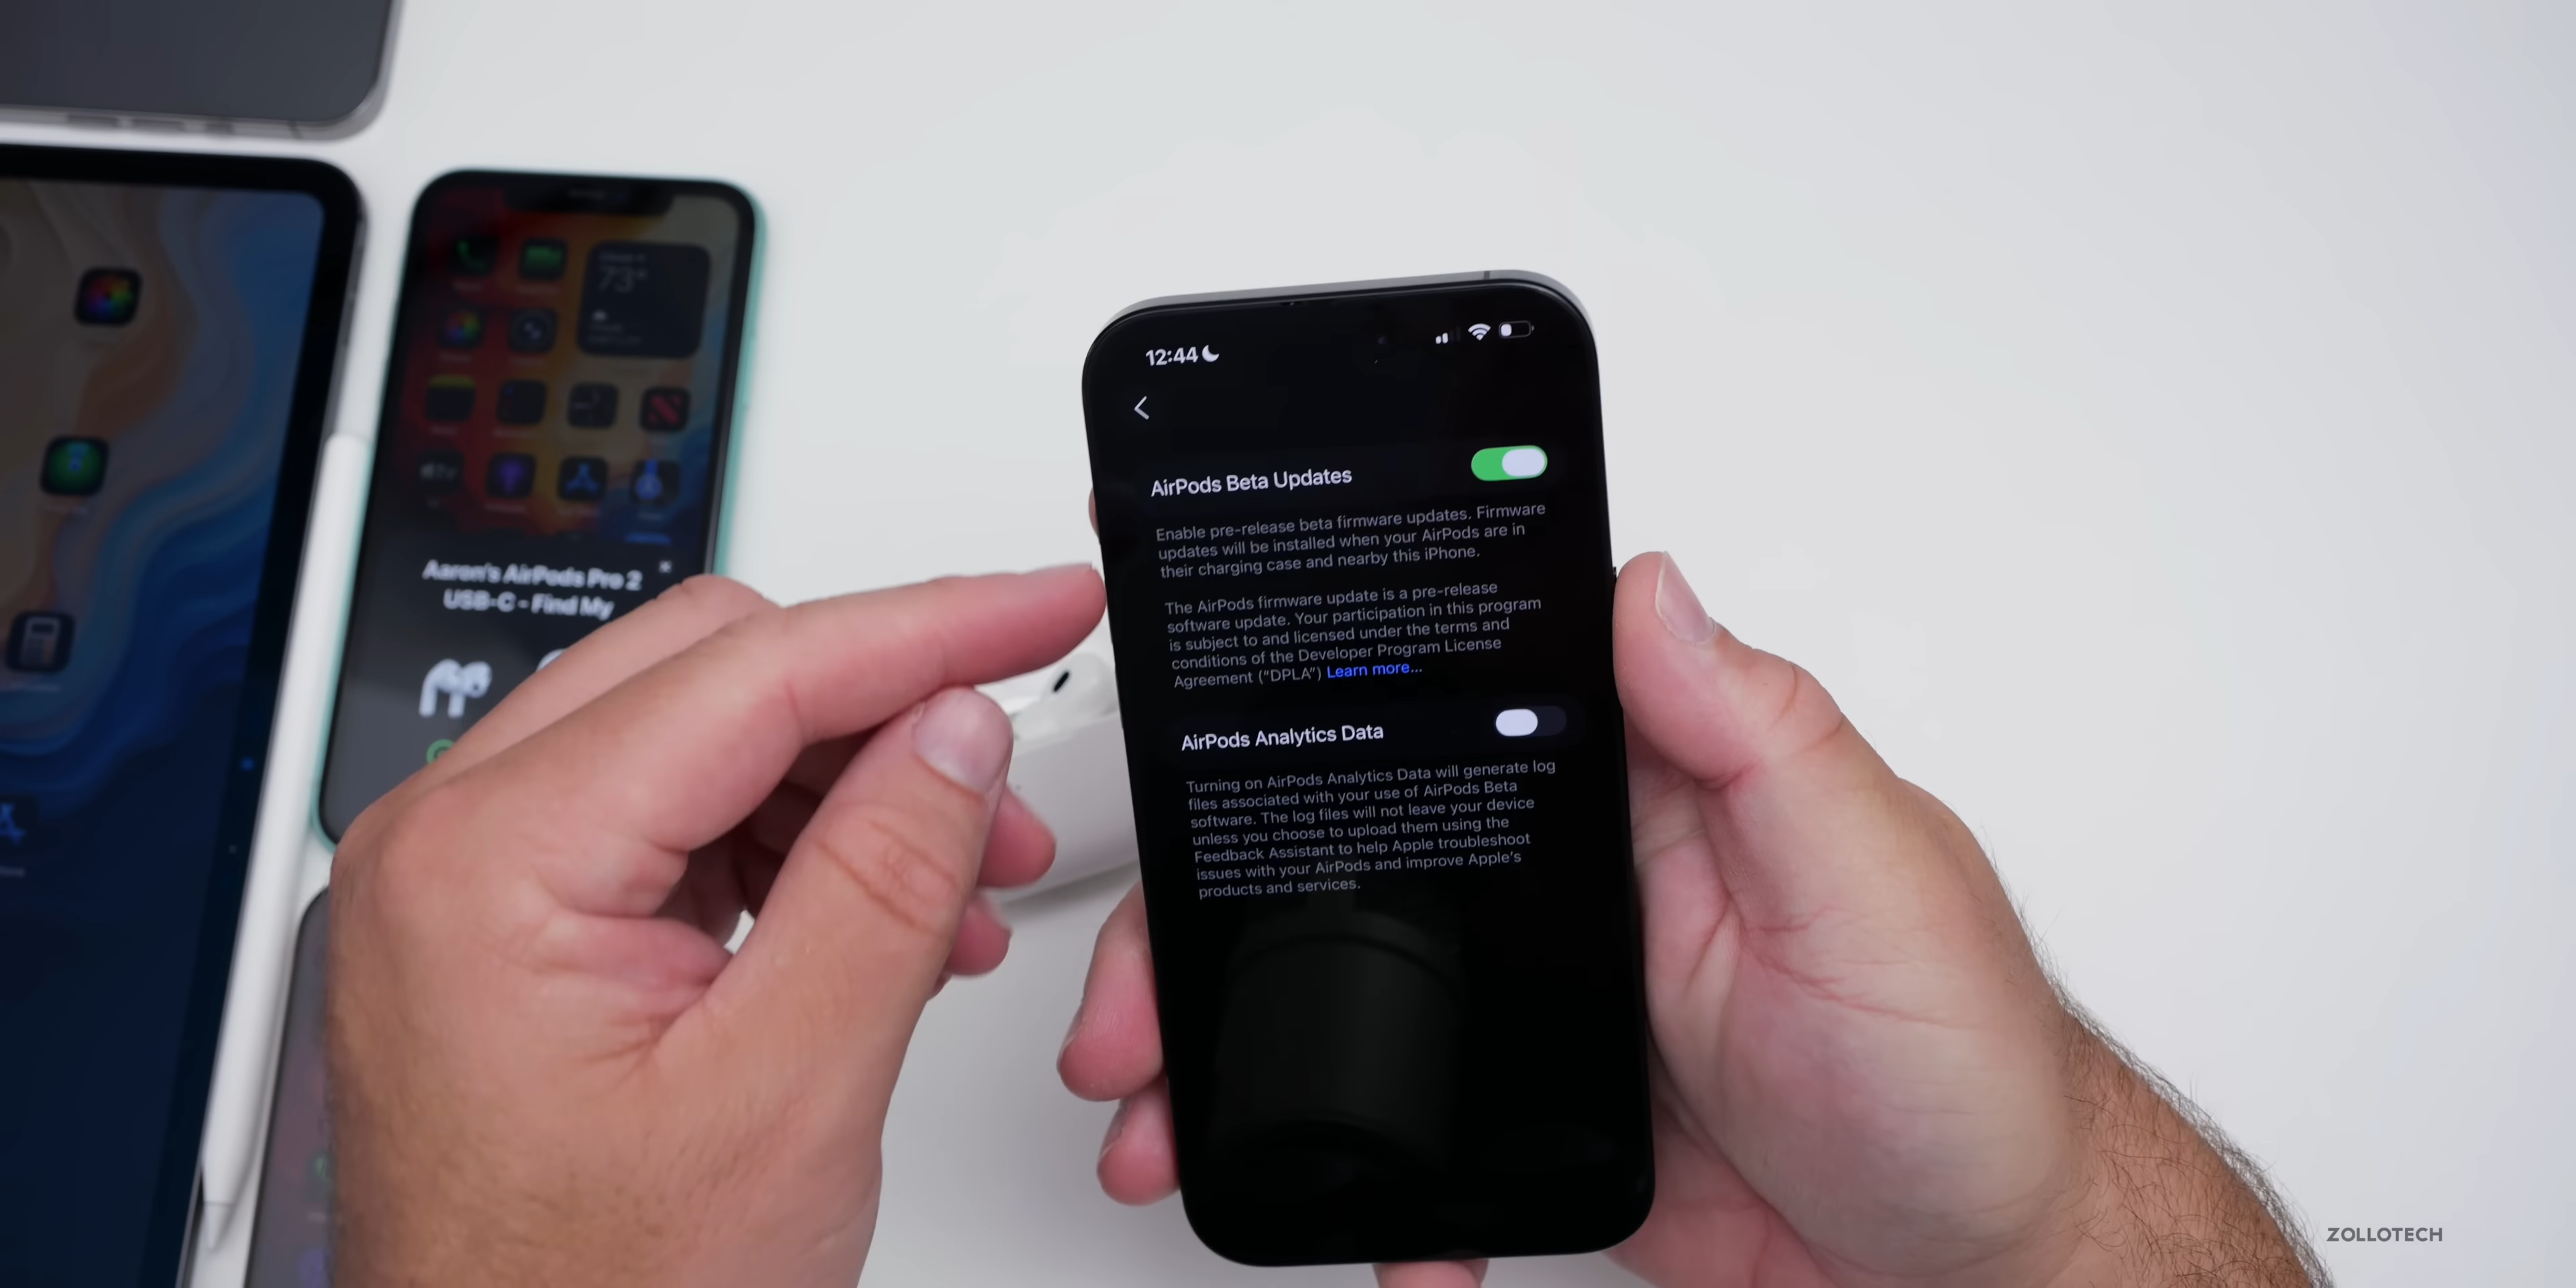 12:44
AirPods Beta Updates
Enable pre-release beta firmware updates. Firmware
updates will be installed when your AirPods are in
their charging case and nearby this iPhone.
The AirPods firmware update is a pre-release
software update. Your participation in this program
is subject to and licensed under the terms and
conditions of the Developer Program License
Agreement (“DPLA”) Learn more...
AirPods Analytics Data
Turning on AirPods Analytics Data will generate log
files associated with your use of AirPods Beta
software. The log files will not leave your device
unless you choose to upload them using the
Feedback Assistant to help Apple troubleshoot
issues with your AirPods and improve Apple's
products and services.
73°
Aaron's AirPods Pro 2
USB-C - Find My
ZOLLOTECH